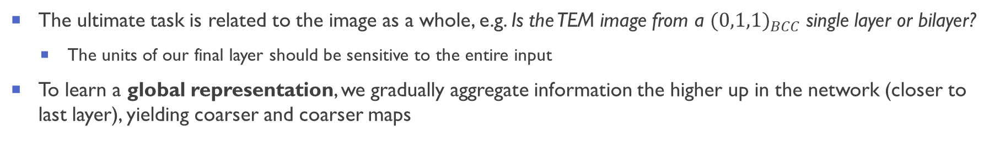 The ultimate task is related to the image as a whole, e.g. Is the TEM image from a (0,1,1)BCC single layer or bilayer?
The units of our final layer should be sensitive to the entire input
To learn a global representation, we gradually aggregate information the higher up in the network (closer to
last layer), yielding coarser and coarser maps